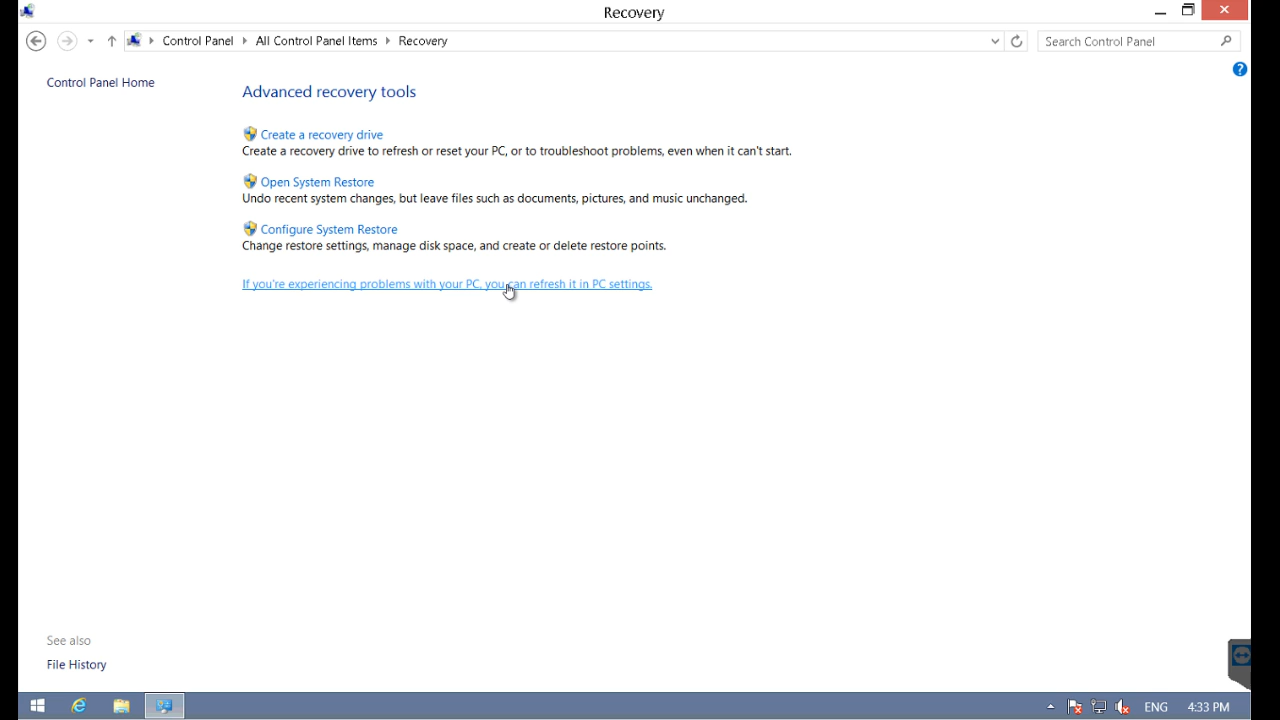 Recovery
Control Panel
All Control Panel Items
Recovery
Search Control Panel
Control Panel Home
Advanced recovery tools
Create a recovery drive
Create a recovery drive to refresh or reset your PC, or to troubleshoot problems, even when it can't start.
Open System Restore
Undo recent system changes, but leave files such as documents, pictures, and music unchanged.
Configure System Restore
Change restore settings, manage disk space, and create or delete restore points.
If you're experiencing problems with your PC, you can refresh it in PC settings.
See also
File History
ENG
4:33 PM